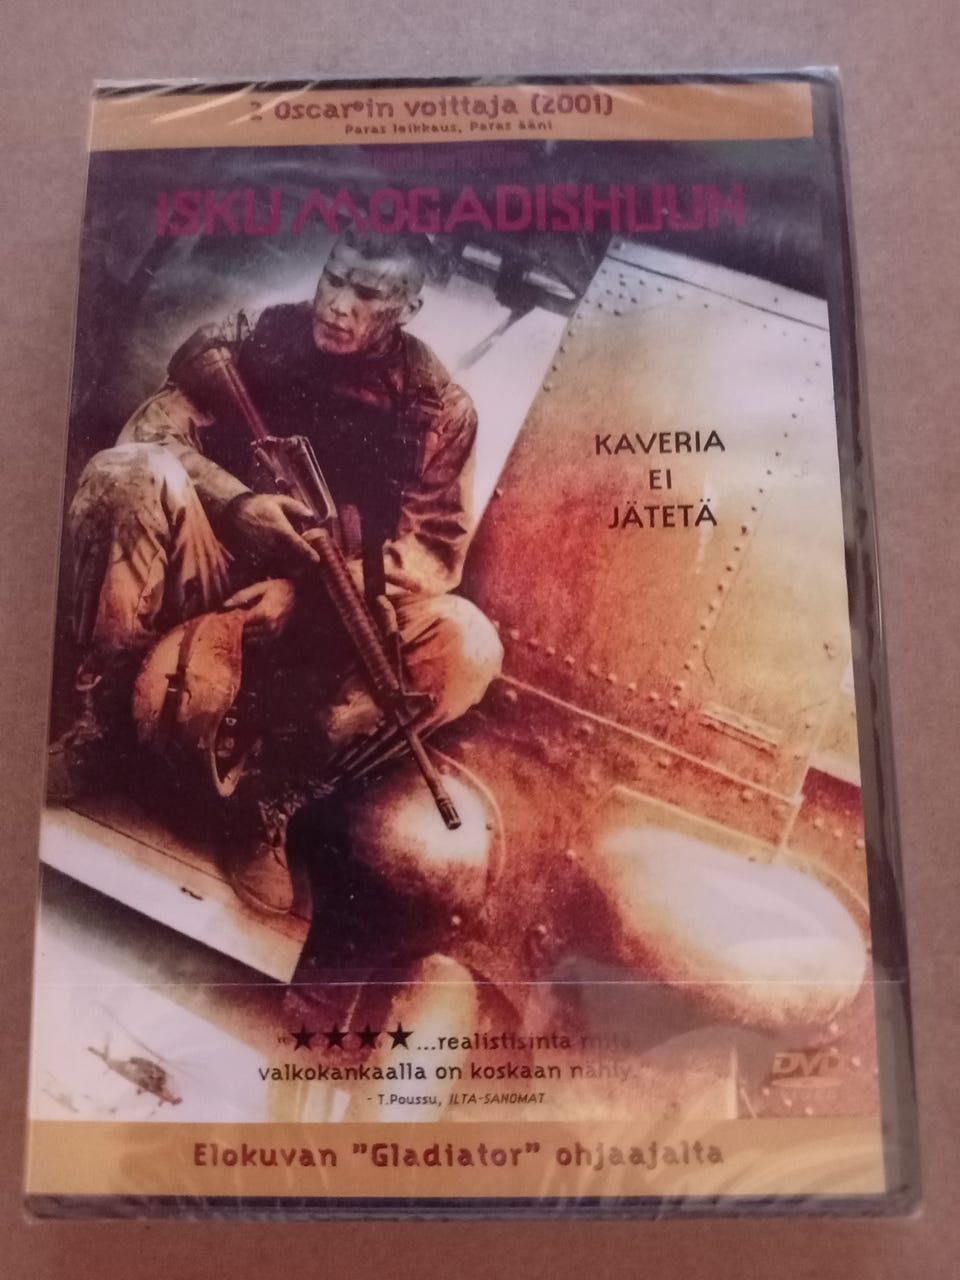 2 Oscar®in voittaja (2001)
Paras leikkaus, Paras ääni
ISKU MOGADISHUUN
KAVERIA
EI
JÄTETÄ
"★★★★...realistisinta mitä
valkokankaalla on koskaan nähty."
- T.Poussu, ILTA-SANOMAT
DVD
Elokuvan "Gladiator" ohjaajalta